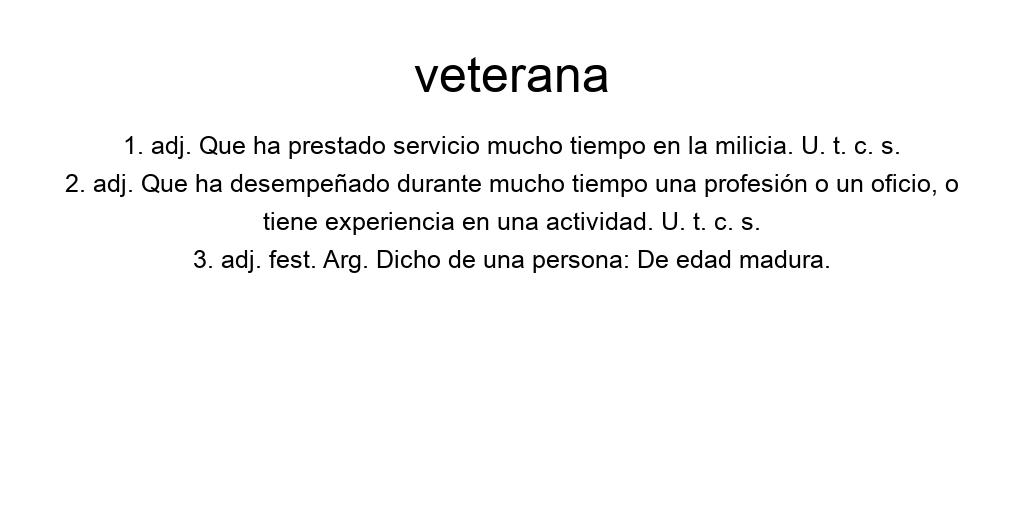 veterana
1. adj. Que ha prestado servicio mucho tiempo en la milicia. U. t. c. s.
2. adj. Que ha desempeñado durante mucho tiempo una profesión o un oficio, o
tiene experiencia en una actividad. U. t. c. s.
3. adj. fest. Arg. Dicho de una persona: De edad madura.